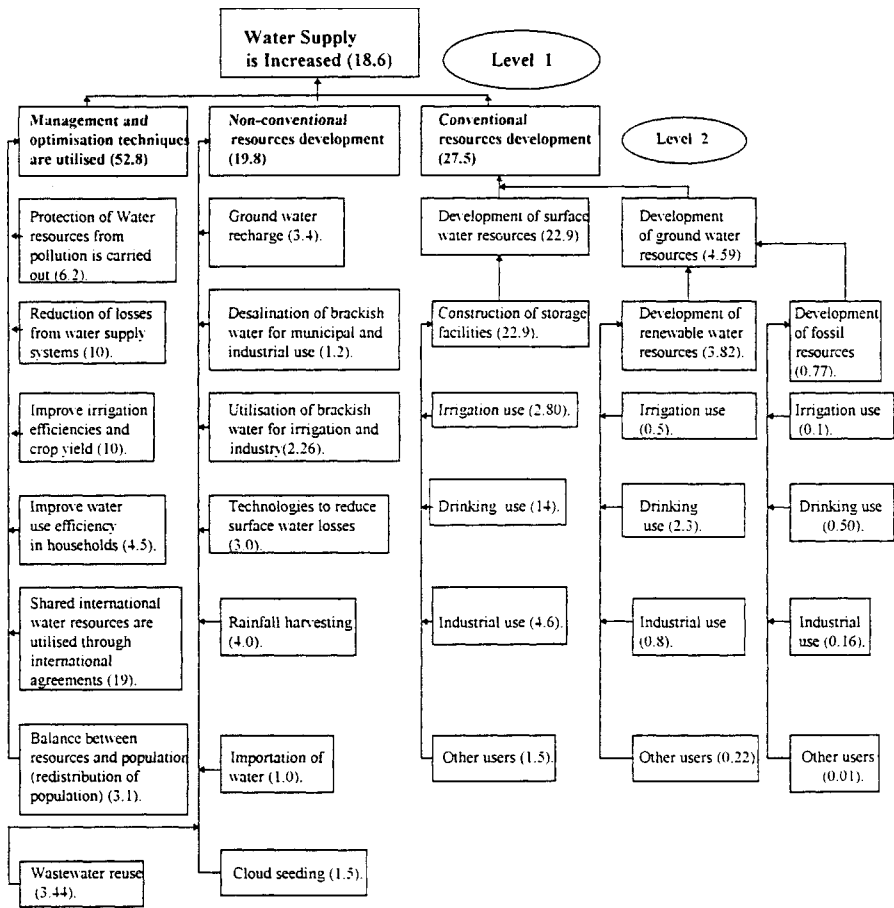 Water Supply
is Increased (18.6)
Level 1
Management and
optimisation techniques
are utilised (52.8)
Non-conventional
resources development
(19.8)
Conventional
resources development
(27.5)
Level 2
Protection of Water
resources from
pollution is carried
out (6.2).
Ground water
recharge (3.4).
Development of surface
water resources (22.9)
Development
of ground water
resources (4.59)
Reduction of losses
from water supply
systems (10).
Desalination of brackish
water for municipal and
industrial use (1.2).
Construction of storage
facilities (22.9)
Development of
renewable water
resources (3.82)
Development
of fossil
resources
(0.77).
Improve irrigation
efficiencies and
crop yield (10).
Utilisation of brackish
water for irrigation and
industry(2.26).
Irrigation use (2.80).
Irrigation use
(0.5).
Irrigation use
(0.1).
Improve water
use efficiency
in households (4.5).
Technologies to reduce
surface water losses
(3.0).
Drinking use (14).
Drinking
use (2.3).
Drinking use
(0.50).
Shared international
water resources are
utilised through
international
agreements (19).
Rainfall harvesting
(4.0).
Industrial use (4.6).
Industrial use
(0.8).
Industrial
use (0.16).
Balance between
resources and population
(redistribution of
population) (3.1).
Importation of
water (1.0).
Other users (1.5).
Other users (0.22)
Other users
(0.01).
Wastewater reuse
(3.44).
Cloud seeding (1.5).